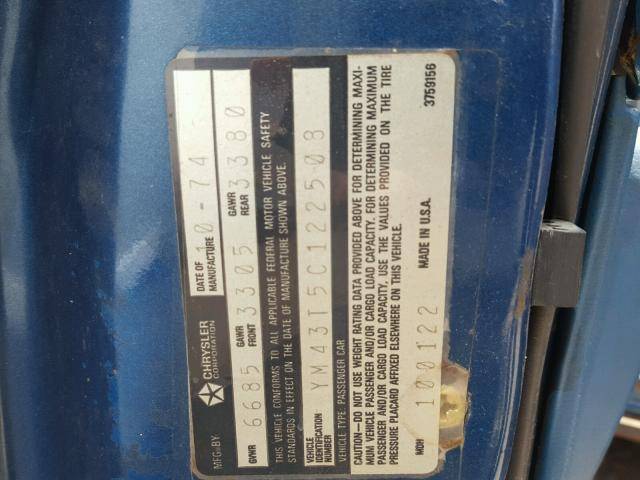 MFG-BY CHRYSLER CORPORATION DATE OF MANUFACTURE 10-74
GVWR 6685 GAWR FRONT 3305 GAWR REAR 3380
THIS VEHICLE CONFORMS TO ALL APPLICABLE FEDERAL MOTOR VEHICLE SAFETY
STANDARDS IN EFFECT ON THE DATE OF MANUFACTURE SHOWN ABOVE.
VEHICLE IDENTIFICATION NUMBER YM43T5C122508
VEHICLE TYPE: PASSENGER CAR
CAUTION—DO NOT USE WEIGHT RATING DATA PROVIDED ABOVE FOR DETERMINING MAXI-
MUM VEHICLE PASSENGER AND/OR CARGO LOAD CAPACITY. FOR DETERMINING MAXIMUM
PASSENGER AND/OR CARGO LOAD CAPACITY, USE THE VALUES PROVIDED ON THE TIRE
PRESSURE PLACARD AFFIXED ELSEWHERE ON THIS VEHICLE.
MDH 100122 MADE IN U.S.A. 3759156